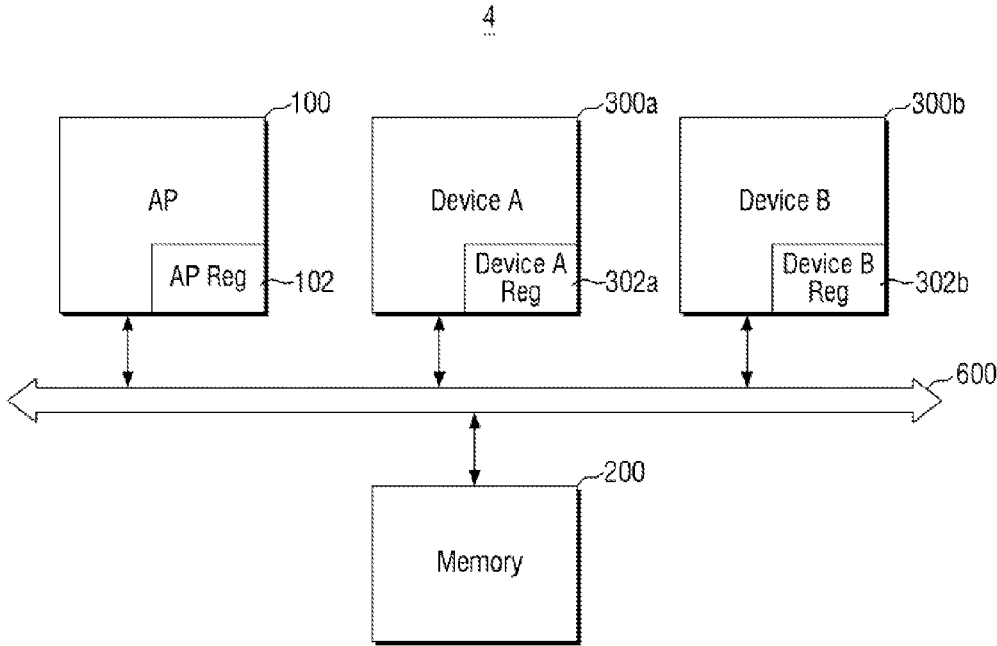 4
100
300a
300b
AP
Device A
Device B
AP Reg
102
Device A
Reg
302a
Device B
Reg
302b
600
200
Memory